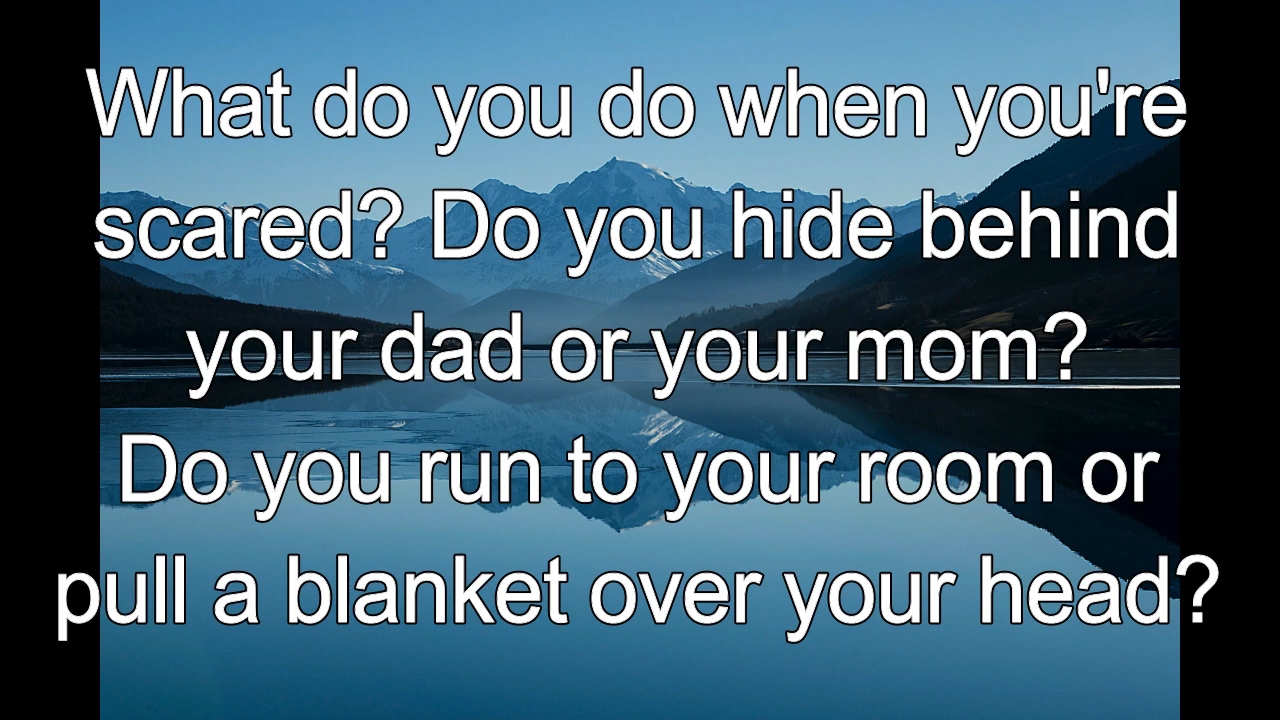 What do you do when you're
scared? Do you hide behind
your dad or your mom?
Do you run to your room or
pull a blanket over your head?